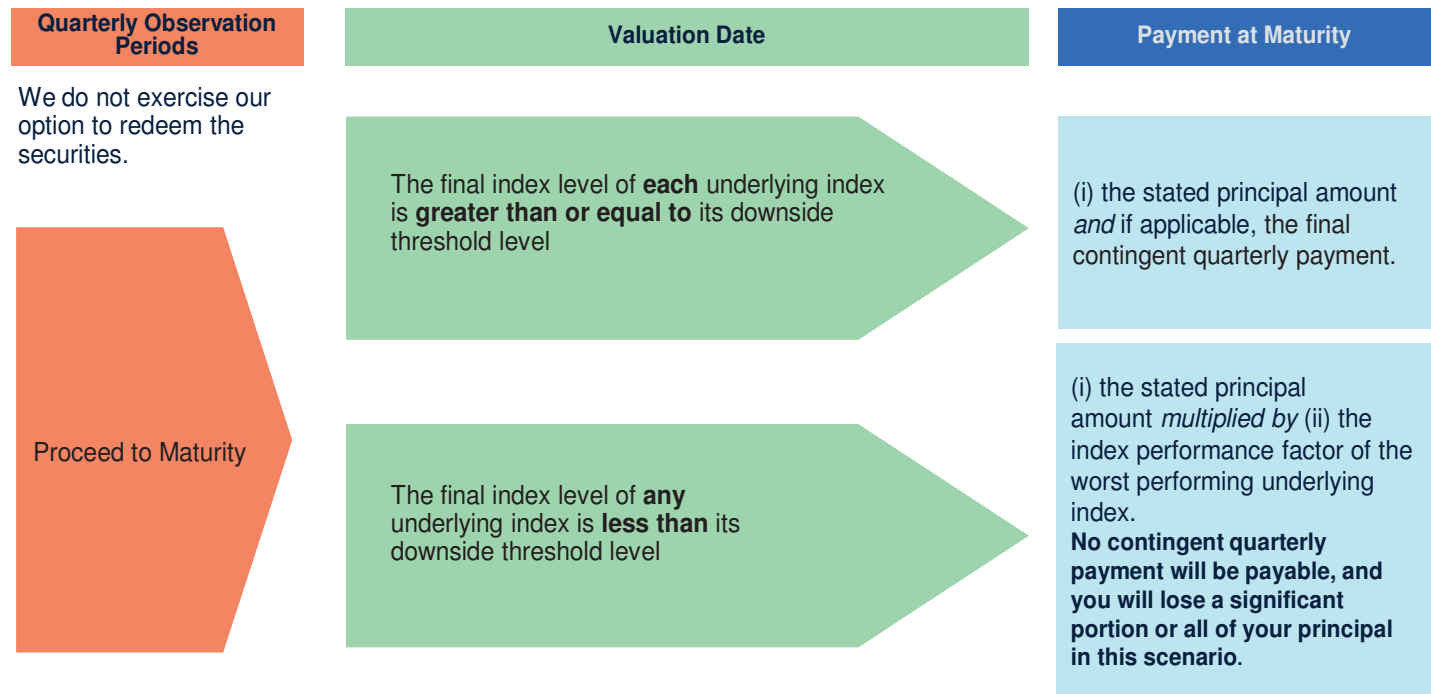 Quarterly Observation
Periods
Valuation Date
Payment at Maturity
We do not exercise our
option to redeem the
securities.
Proceed to Maturity
The final index level of each underlying index
is greater than or equal to its downside
threshold level
(i) the stated principal amount
and if applicable, the final
contingent quarterly payment.
The final index level of any
underlying index is less than its
downside threshold level
(i) the stated principal
amount multiplied by (ii) the
index performance factor of the
worst performing underlying
index.
No contingent quarterly
payment will be payable, and
you will lose a significant
portion or all of your principal
in this scenario.